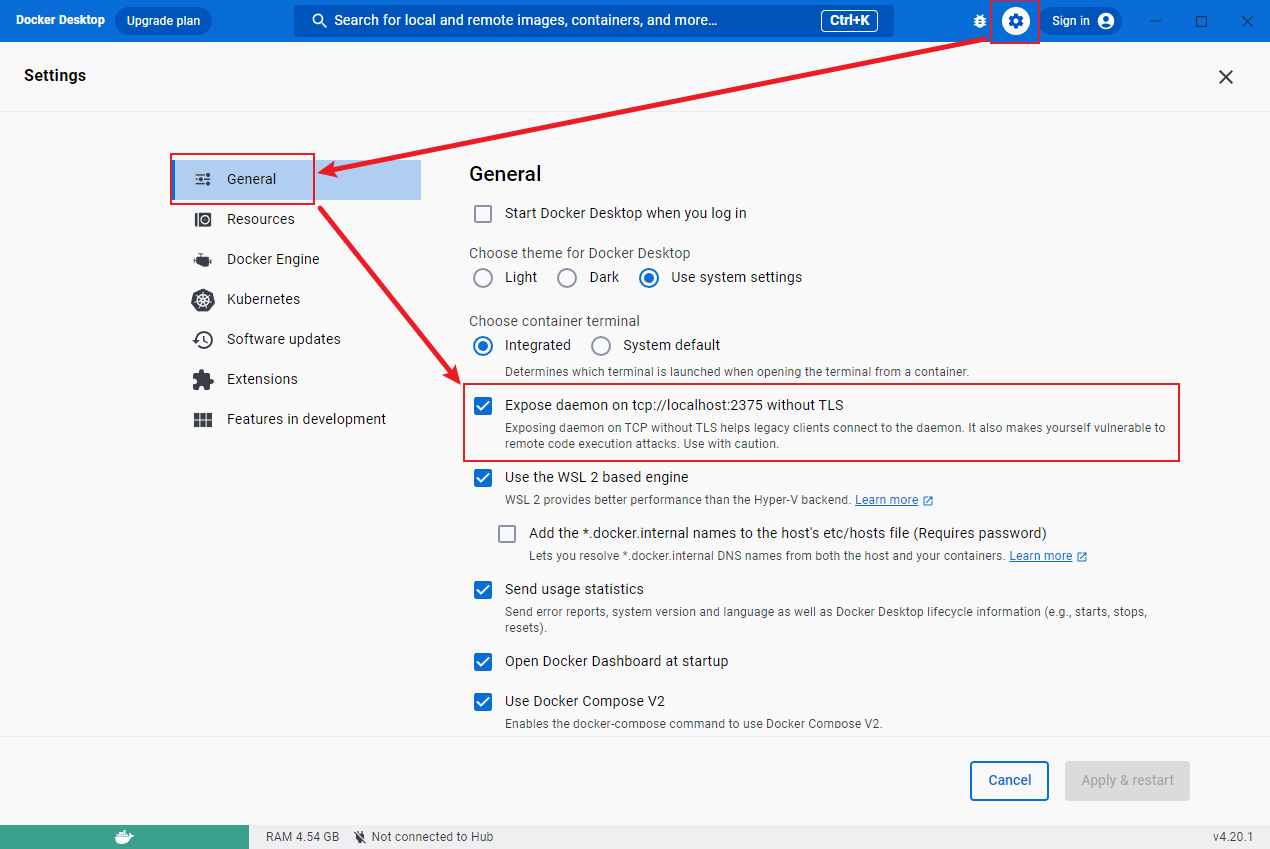 Docker Desktop
Upgrade plan
Search for local and remote images, containers, and more...
Ctrl+K
Sign in
Settings
General
Resources
Docker Engine
Kubernetes
Software updates
Extensions
Features in development
General
Start Docker Desktop when you log in
Choose theme for Docker Desktop
Light
Dark
Use system settings
Choose container terminal
Integrated
System default
Determines which terminal is launched when opening the terminal from a container.
Expose daemon on tcp://localhost:2375 without TLS
Exposing daemon on TCP without TLS helps legacy clients connect to the daemon. It also makes yourself vulnerable to
remote code execution attacks. Use with caution.
Use the WSL 2 based engine
WSL 2 provides better performance than the Hyper-V backend. Learn more
Add the *.docker.internal names to the host's etc/hosts file (Requires password)
Lets you resolve *.docker.internal DNS names from both the host and your containers. Learn more
Send usage statistics
Send error reports, system version and language as well as Docker Desktop lifecycle information (e.g., starts, stops,
resets).
Open Docker Dashboard at startup
Use Docker Compose V2
Enables the docker-compose command to use Docker Compose V2.
Cancel
Apply & restart
RAM 4.54 GB
Not connected to Hub
v4.20.1